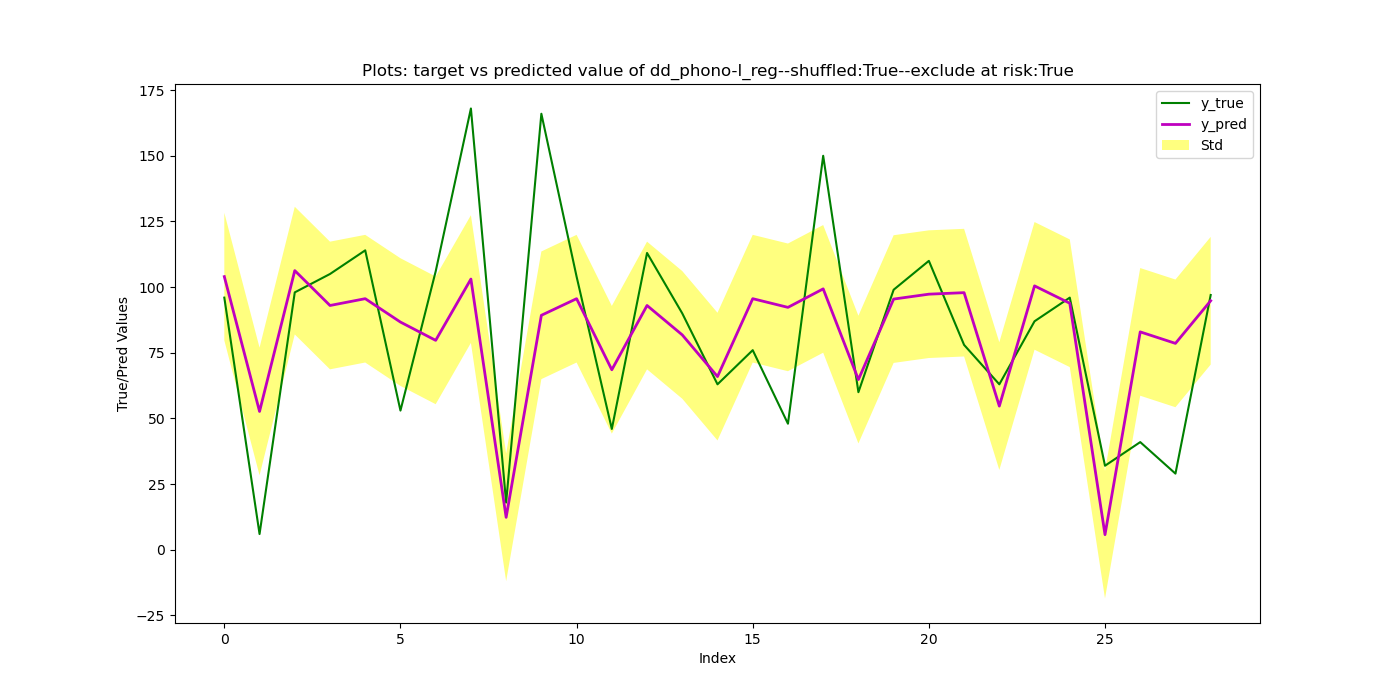 Plots: target vs predicted value of dd_phono-l_reg--shuffled:True--exclude at risk:True
175
150
125
100
75
50
25
0
−25
True/Pred Values
y_true
y_pred
Std
0 5 10 15 20 25
Index